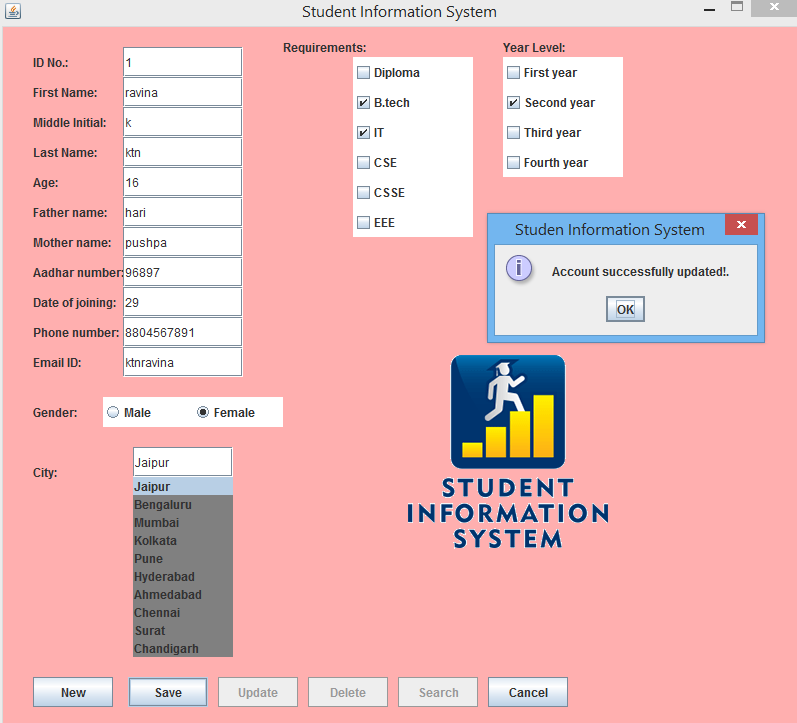 Student Information System
ID No.: 1
First Name: ravina
Middle Initial: k
Last Name: ktn
Age: 16
Father name: hari
Mother name: pushpa
Aadhar number: 96897
Date of joining: 29
Phone number: 8804567891
Email ID: ktnravina
Gender: Male Female
City: Jaipur
Jaipur
Bengaluru
Mumbai
Kolkata
Pune
Hyderabad
Ahmedabad
Chennai
Surat
Chandigarh
Requirements:
Diploma
B.tech
IT
CSE
CSSE
EEE
Year Level:
First year
Second year
Third year
Fourth year
Studen Information System
Account successfully updated!.
OK
STUDENT
INFORMATION
SYSTEM
New Save Update Delete Search Cancel